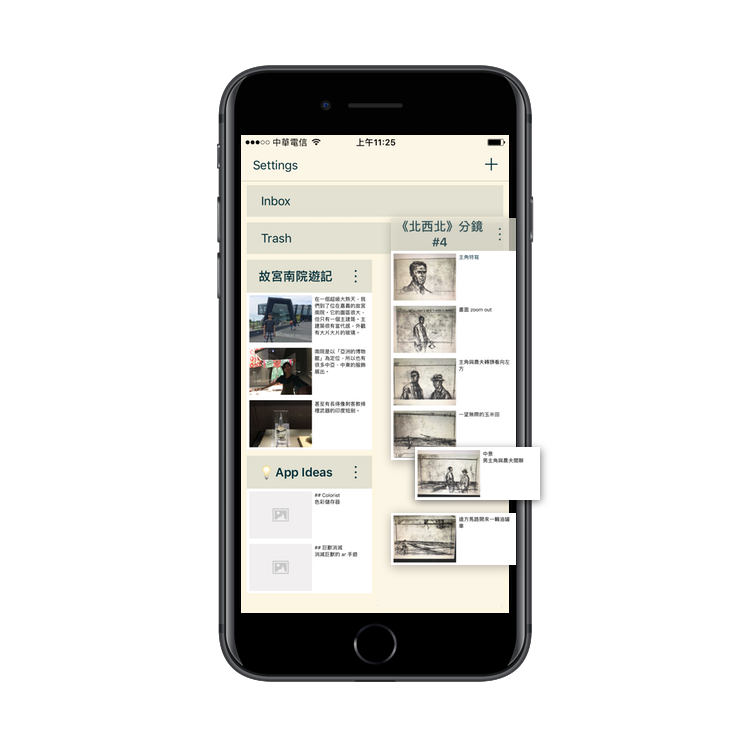 中華電信
上午11:25
Settings
Inbox
Trash
故宮南院遊記
在一個超級大熱天，我
們到了位在嘉義的故宮
南院。它的園區很大，
但只有一個主建築。主
建築很有當代感，外觀
有大片大片的玻璃。
南院是以「亞洲的博物
館」為定位，所以也有
很多中亞、中東的服飾
展出。
甚至有長得像刺客教條
裡武器的印度短劍。
💡 App Ideas
## Colorist
色彩儲存器
## 巨獸消滅
消滅巨獸的 ar 手遊
《北西北》分鏡
#4
主角特寫
畫面 zoom out
主角與農夫轉頭看向左
方
一望無際的玉米田
中景
男主角與農夫閒聊
遠方馬路開來一輛油罐
車